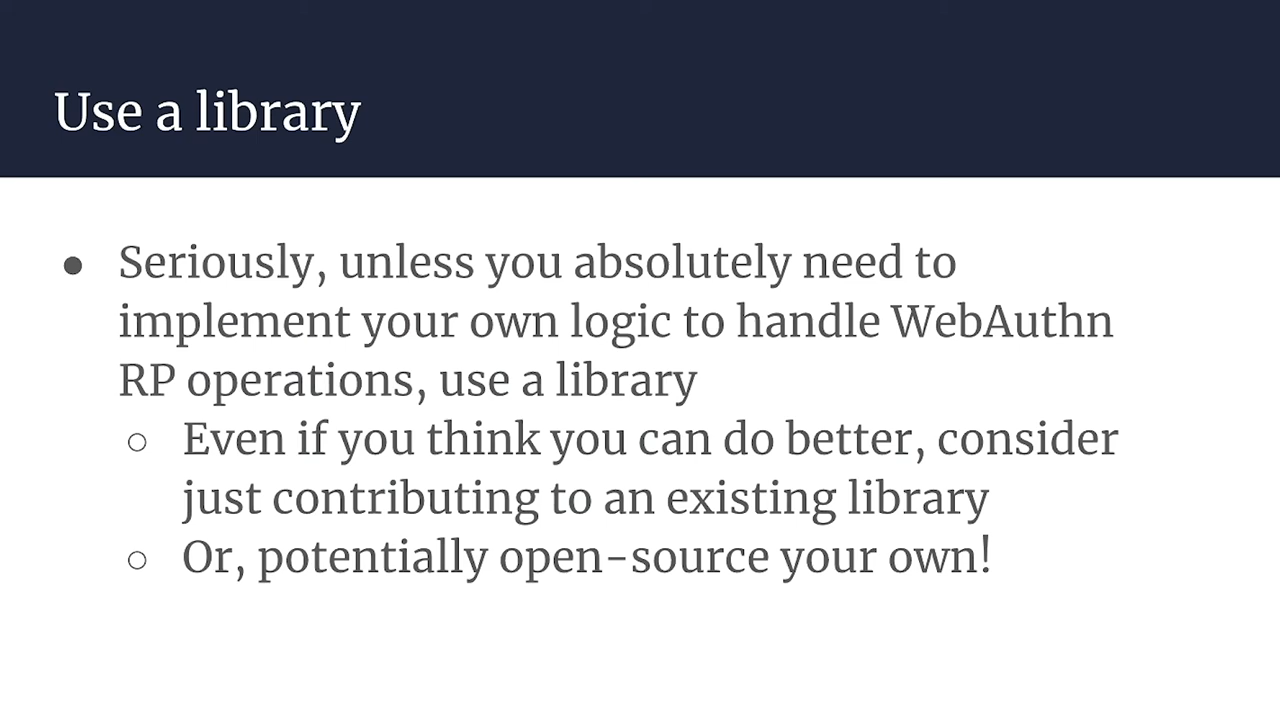 Use a library
● Seriously, unless you absolutely need to
implement your own logic to handle WebAuthn
RP operations, use a library
○ Even if you think you can do better, consider
just contributing to an existing library
○ Or, potentially open-source your own!